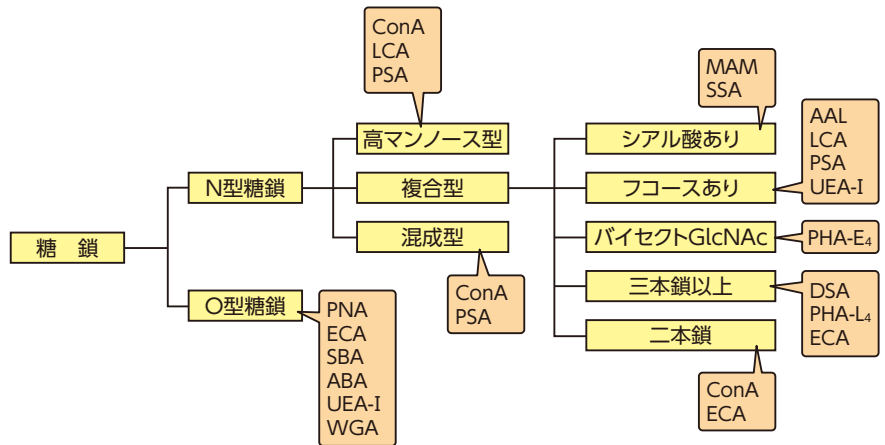 ConA
LCA
PSA
MAM
SSA
高マンノース型
シアル酸あり
AAL
LCA
PSA
UEA-I
N型糖鎖
複合型
フコースあり
糖 鎖
混成型
バイセクトGlcNAc
PHA-E₄
ConA
PSA
三本鎖以上
DSA
PHA-L₄
ECA
O型糖鎖
PNA
ECA
SBA
ABA
UEA-I
WGA
二本鎖
ConA
ECA